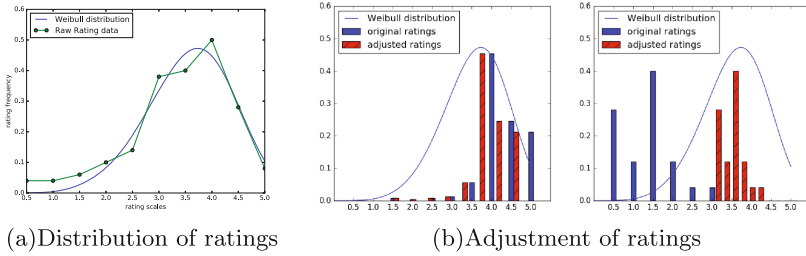 0.6
0.5
0.4
0.3
0.2
0.1
0.0
rating frequency
Weibull distribution
Raw Rating data
0.5 1.0 1.5 2.0 2.5 3.0 3.5 4.0 4.5 5.0
rating scales
(a)Distribution of ratings
0.6
0.5
0.4
0.3
0.2
0.1
0.0
Weibull distribution
original ratings
adjusted ratings
0.5 1.0 1.5 2.0 2.5 3.0 3.5 4.0 4.5 5.0
0.6
0.5
0.4
0.3
0.2
0.1
0.0
Weibull distribution
original ratings
adjusted ratings
0.5 1.0 1.5 2.0 2.5 3.0 3.5 4.0 4.5 5.0
(b)Adjustment of ratings